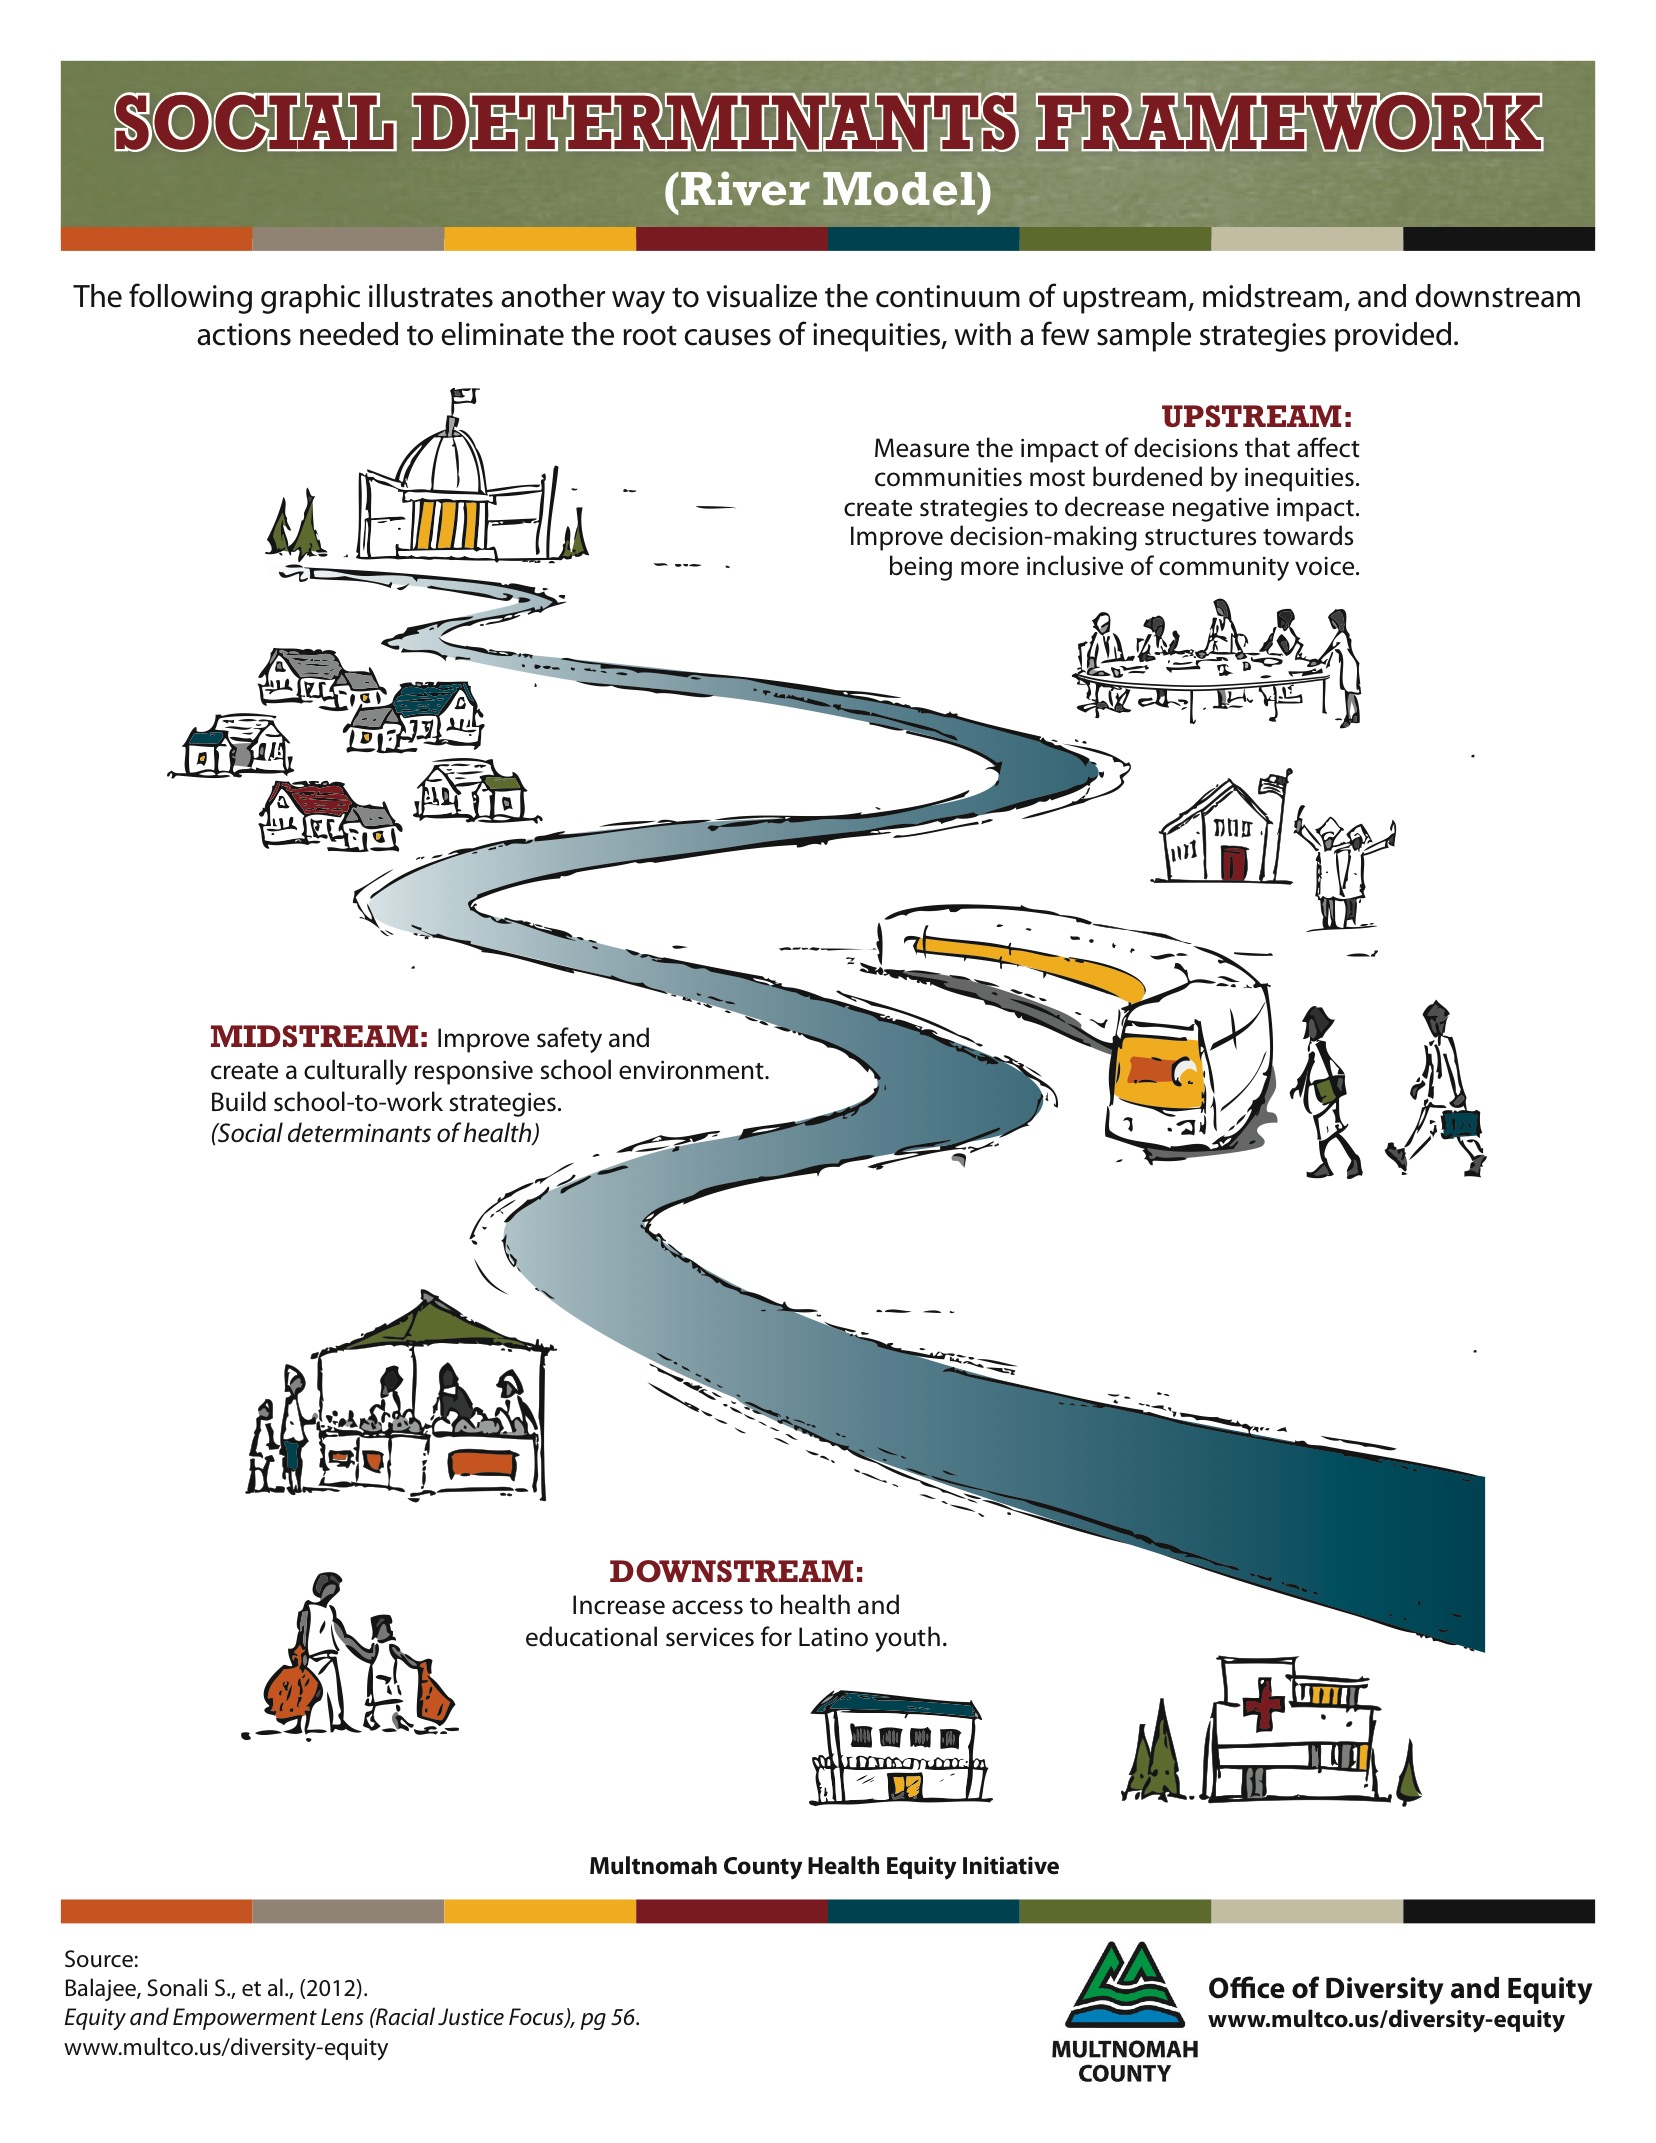 SOCIAL DETERMINANTS FRAMEWORK
(River Model)
The following graphic illustrates another way to visualize the continuum of upstream, midstream, and downstream
actions needed to eliminate the root causes of inequities, with a few sample strategies provided.
UPSTREAM:
Measure the impact of decisions that affect
communities most burdened by inequities.
create strategies to decrease negative impact.
Improve decision-making structures towards
being more inclusive of community voice.
MIDSTREAM: Improve safety and
create a culturally responsive school environment.
Build school-to-work strategies.
(Social determinants of health)
DOWNSTREAM:
Increase access to health and
educational services for Latino youth.
Multnomah County Health Equity Initiative
Source:
Balajee, Sonali S., et al., (2012).
Equity and Empowerment Lens (Racial Justice Focus), pg 56.
www.multco.us/diversity-equity
MULTNOMAH
COUNTY
Office of Diversity and Equity
www.multco.us/diversity-equity